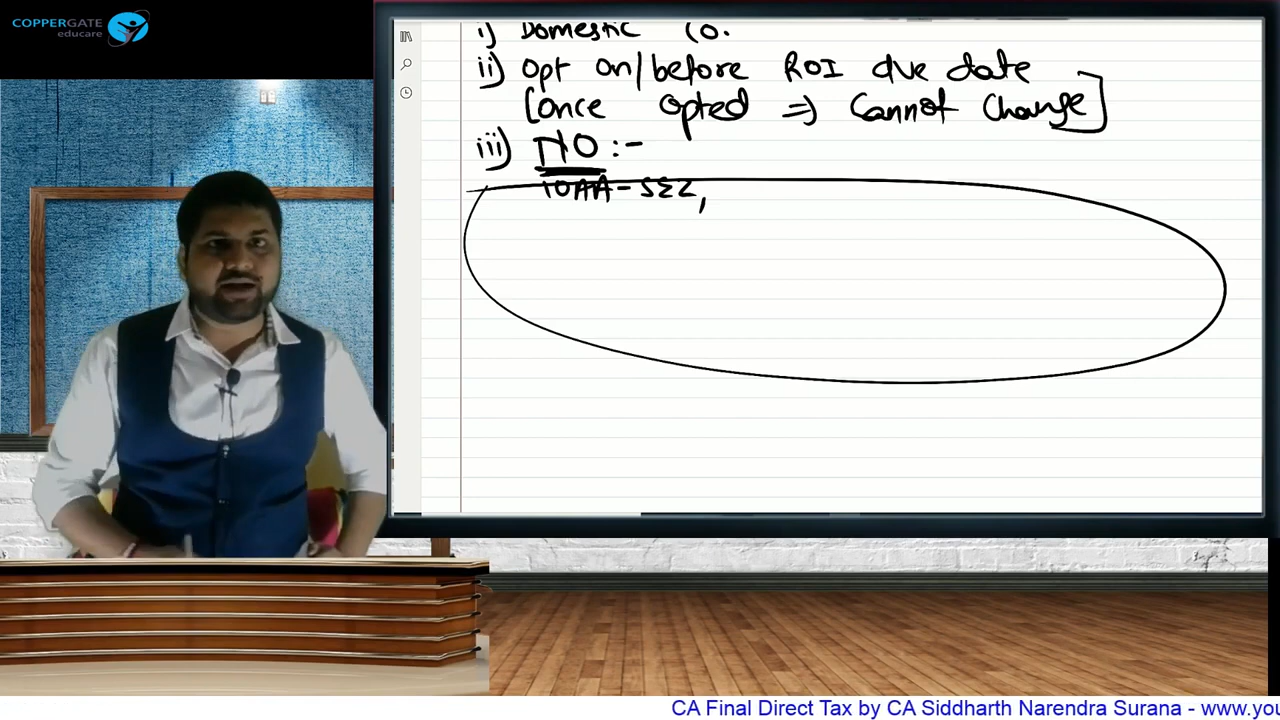 COPPERGATE
educare
i) Domestic Co.
ii) Opt on/before ROI due date
[once opted ⇒ Cannot Change]
iii) NO :-
10AA - SEZ,
CA Final Direct Tax by CA Siddharth Narendra Surana - www.you